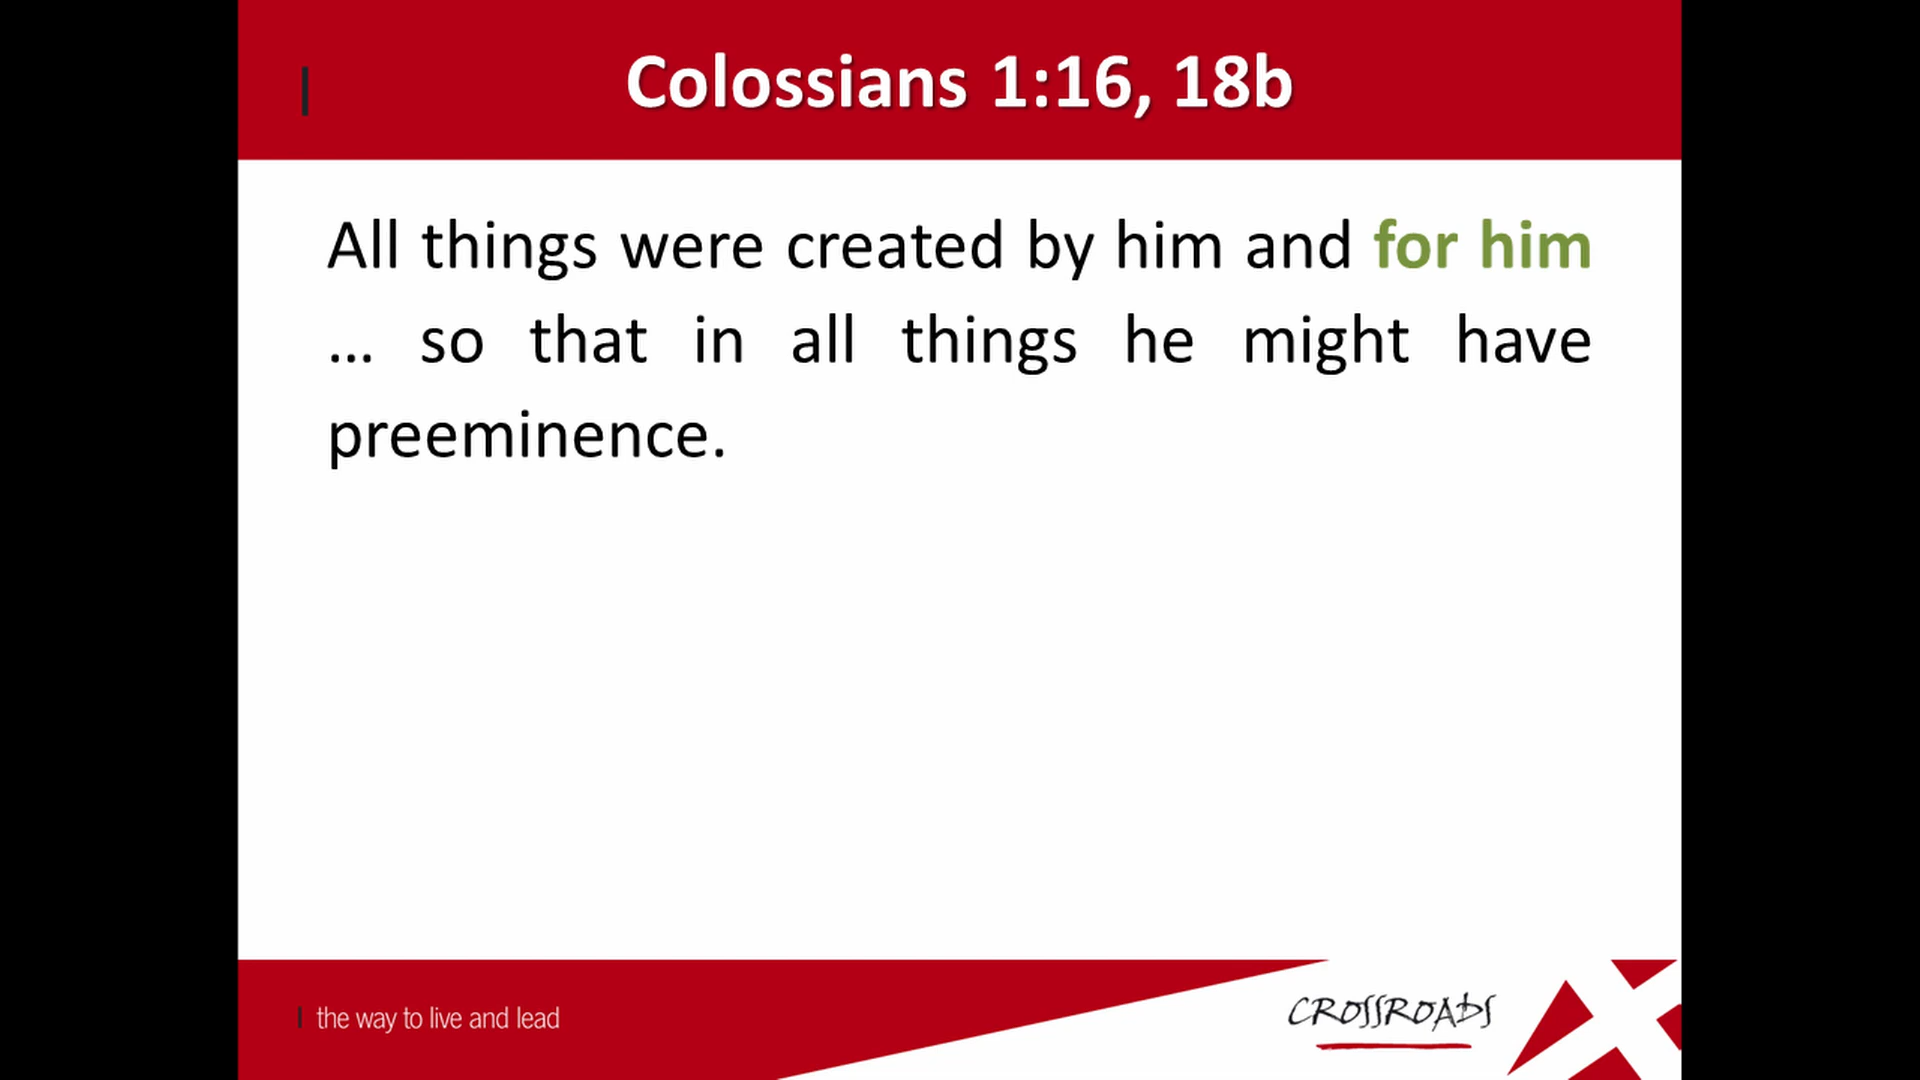 Colossians 1:16, 18b
All things were created by him and for him
... so that in all things he might have
preeminence.
the way to live and lead
CROSSROADS